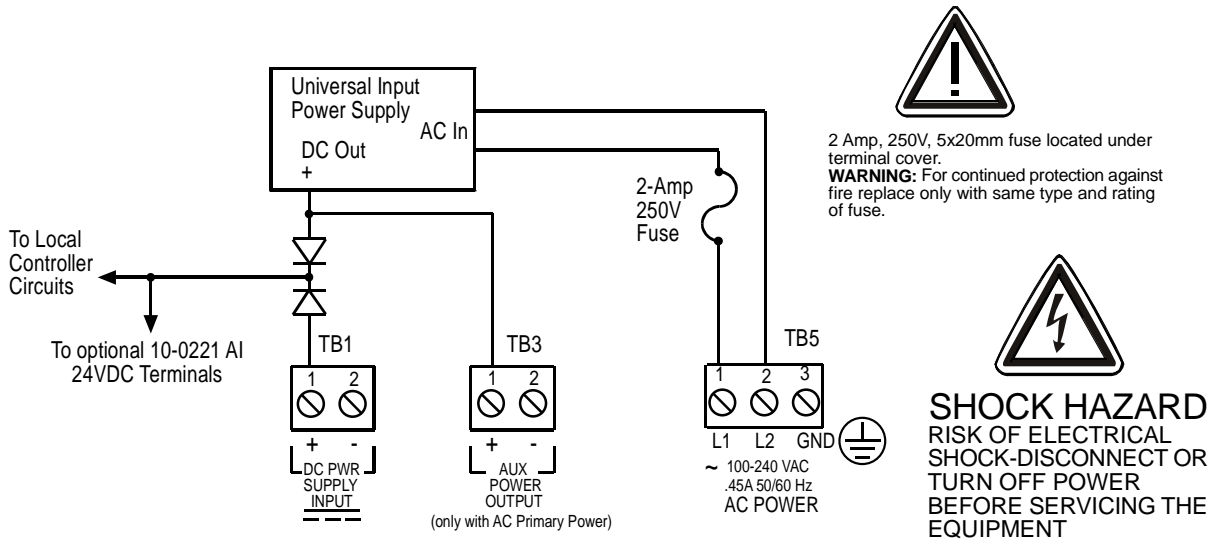 Universal Input
Power Supply
AC In
DC Out
+
2-Amp
250V
Fuse
To Local
Controller
Circuits
To optional 10-0221 AI
24VDC Terminals
TB1
1 2
+ -
DC PWR
SUPPLY
INPUT
TB3
1 2
+ -
AUX
POWER
OUTPUT
(only with AC Primary Power)
TB5
1 2 3
L1 L2 GND
~ 100-240 VAC
.45A 50/60 Hz
AC POWER
!
2 Amp, 250V, 5x20mm fuse located under
terminal cover.
WARNING: For continued protection against
fire replace only with same type and rating
of fuse.
SHOCK HAZARD
RISK OF ELECTRICAL
SHOCK-DISCONNECT OR
TURN OFF POWER
BEFORE SERVICING THE
EQUIPMENT